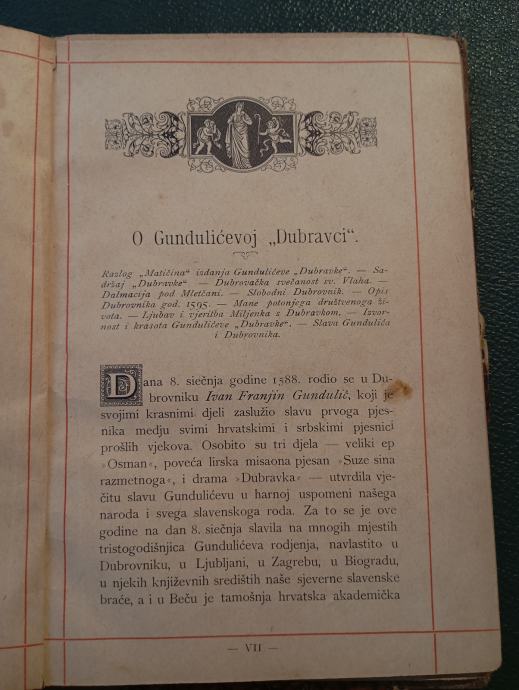 O Gundulićevoj „Dubravci“.
Razlog „Matičina“ izdanja Gundulićeve „Dubravke“. — Sa-
držaj „Dubravke“ — Dubrovačka svečanost sv. Vlaha. —
Dalmacija pod Mletčani. — Slobodni Dubrovnik. — Opis
Dubrovnika god. 1595. — Mane potonjega društvenoga ži-
vota. — Ljubav i vjeritba Miljenka s Dubravkom. — Izvor-
nost i krasota Gundulićeve „Dubravke“. — Slava Gundulića
i Dubrovnika.
Dana 8. siečnja godine 1588. rodio se u Du-
brovniku Ivan Franjin Gundulić, koji je
svojimi krasnimi djeli zaslužio slavu prvoga pjes-
nika medju svimi hrvatskimi i srbskimi pjesnici
prošlih vjekova. Osobito su tri djela — veliki ep
»Osman«, poveća lirska misaona pjesan »Suze sina
razmetnoga«, i drama »Dubravka« — utvrdila vje-
čitu slavu Gundulićevu u harnoj uspomeni našega
naroda i svega slavenskoga roda. Za to se je ove
godine na dan 8. siečnja slavila na mnogih mjestih
tristogodišnjica Gundulićeva rodjenja, navlastito u
Dubrovniku, u Ljubljani, u Zagrebu, u Biogradu,
u njekih književnih središtih naše sjeverne slavenske
braće, a i u Beču je tamošnja hrvatska akademička
— VII —